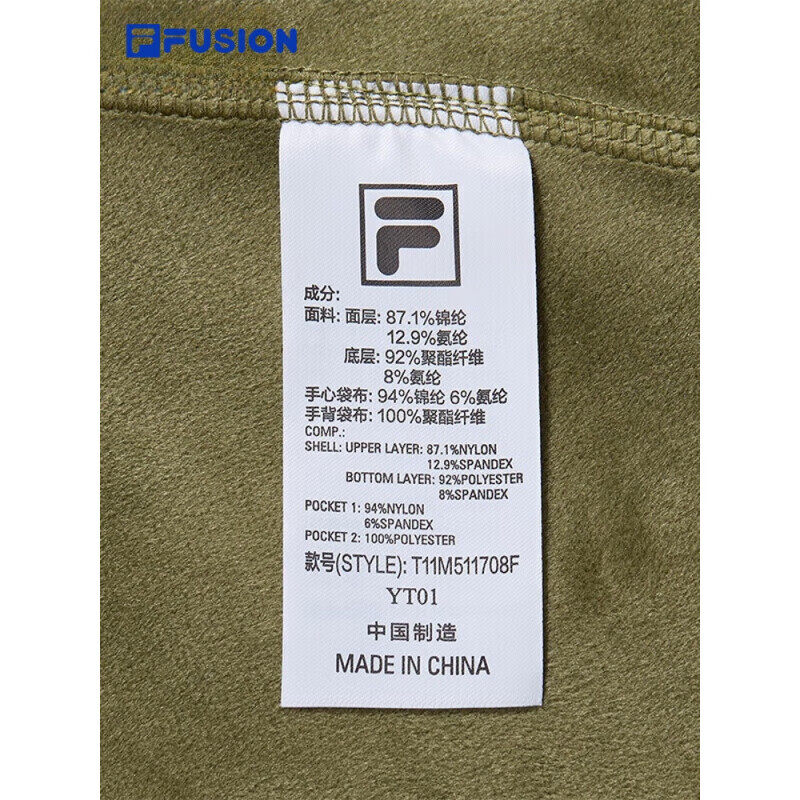 FUSION
成分:
面料: 面层: 87.1%锦纶
12.9%氨纶
底层: 92%聚酯纤维
8%氨纶
手心袋布: 94%锦纶 6%氨纶
手背袋布: 100%聚酯纤维
COMP.:
SHELL: UPPER LAYER: 87.1%NYLON
12.9%SPANDEX
BOTTOM LAYER: 92%POLYESTER
8%SPANDEX
POCKET 1: 94%NYLON
6%SPANDEX
POCKET 2: 100%POLYESTER
款号(STYLE): T11M511708F
YT01
中国制造
MADE IN CHINA